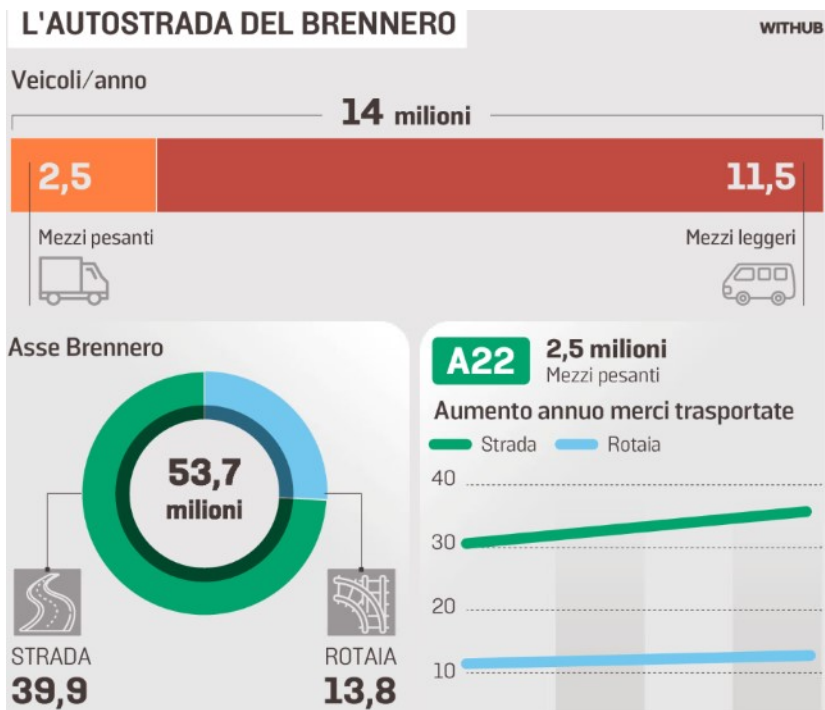 L'AUTOSTRADA DEL BRENNERO
WITHUB
Veicoli/anno
14 milioni
2,5
11,5
Mezzi pesanti
Mezzi leggeri
Asse Brennero
53,7
milioni
STRADA
39,9
ROTAIA
13,8
A22
2,5 milioni
Mezzi pesanti
Aumento annuo merci trasportate
Strada
Rotaia
40
30
20
10